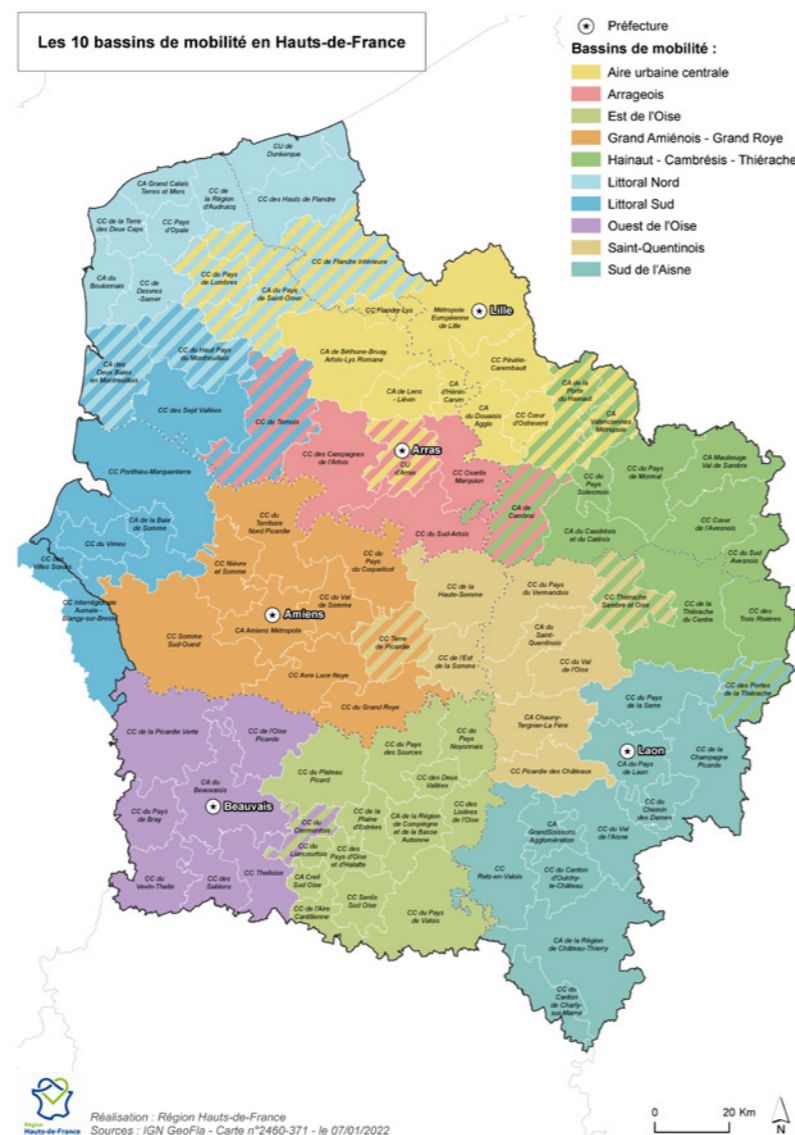 Les 10 bassins de mobilité en Hauts-de-France
Préfecture
Bassins de mobilité :
Aire urbaine centrale
Arrageois
Est de l'Oise
Grand Amiénois - Grand Roye
Hainaut - Cambrésis - Thiérache
Littoral Nord
Littoral Sud
Ouest de l'Oise
Saint-Quentinois
Sud de l'Aisne
CU de
Dunkerque
CA Grand Calais
Terres et Mers
CC de
la Région
d'Audruicq
CC des Hauts de Flandre
CC de la Terre
des Deux Caps
CC Pays
d'Opale
CA du
Boulonnais
CC de
Desvres
-Samer
CC du Pays
de Lumbres
CA du Pays
de Saint-Omer
CC de Flandre Intérieure
CC Flandre Lys
Métropole
Européenne
de Lille
Lille
CA des
Deux Baies
en Montreuillois
CC du Haut Pays
du Montreuillois
CA de Béthune-Bruay,
Artois-Lys Romane
CC Pévèle-
Carembault
CA de Lens
- Liévin
CA
d'Hénin-
Carvin
CA
du Douaisis
Agglo
CC Cœur
d'Ostrevent
CA de la
Porte
du Hainaut
CA
Valenciennes
Métropole
CC des Sept Vallées
CC du Ternois
CC des Campagnes
de l'Artois
Arras
CU
d'Arras
CC Osartis
Marquion
CA de
Cambrai
CC du Sud-Artois
CC du
Pays
Solesmois
CC du Pays
de Mormal
CA Maubeuge
Val de Sambre
CA du Caudrésis
et du Catésis
CC Cœur
de l'Avesnois
CC du Sud
Avesnois
CC Ponthieu-Marquenterre
CA de la Baie
de Somme
CC du Vimeu
CC des
Villes Sœurs
CC Interrégionale
Aumale -
Blangy-sur-Bresle
CC du
Territoire
Nord Picardie
CC Nièvre
et Somme
CC du
Pays
du Coquelicot
CC du Val
de Somme
Amiens
CA Amiens Métropole
CC Somme
Sud-Ouest
CC Terre
de Picardie
CC Avre Luce Noye
CC du Grand Roye
CC de la
Haute-Somme
CC de l'Est
de la Somme
CC du Pays
du Vermandois
CA du
Saint-
Quentinois
CC du Val
de l'Oise
CC Thiérache
Sambre et Oise
CC de la
Thiérache
du Centre
CC des
Trois Rivières
CC des Portes
de la Thiérache
CC du Pays
de la Serre
CA Chauny-
Tergnier-La Fère
CC Picardie des Châteaux
Laon
CA du Pays
de Laon
CC de la
Champagne
Picarde
CC du
Chemin
des Dames
CC de la Picardie Verte
CC de l'Oise
Picarde
CA du
Beauvaisis
Beauvais
CC du Pays
de Bray
CC du
Vexin-Thelle
CC des
Sablons
CC Thelloise
CC du Plateau
Picard
CC du Pays
des Sources
CC du
Pays
Noyonnais
CC des Deux
Vallées
CC du
Clermontois
CC du
Liancourtois
CC de la
Plaine
d'Estrées
CC des
Pays d'Oise
et d'Halatte
CA de la Région
de Compiègne
et de la Basse
Automne
CC des
Lisières de
l'Oise
CA Creil
Sud Oise
CC de l'Aire
Cantilienne
CC Senlis
Sud Oise
CC du Pays
de Valois
CA
GrandSoissons
Agglomération
CC du Val
de l'Aisne
CC
Retz-en-Valois
CC du Canton
d'Oulchy-
le-Château
CA de la Région
de Château-Thierry
CC du
Canton
de Charly-
sur-Marne
Région
Hauts-de-France
Réalisation : Région Hauts-de-France
Sources : IGN GeoFla - Carte n°2460-371 - le 07/01/2022
0 20 Km
N